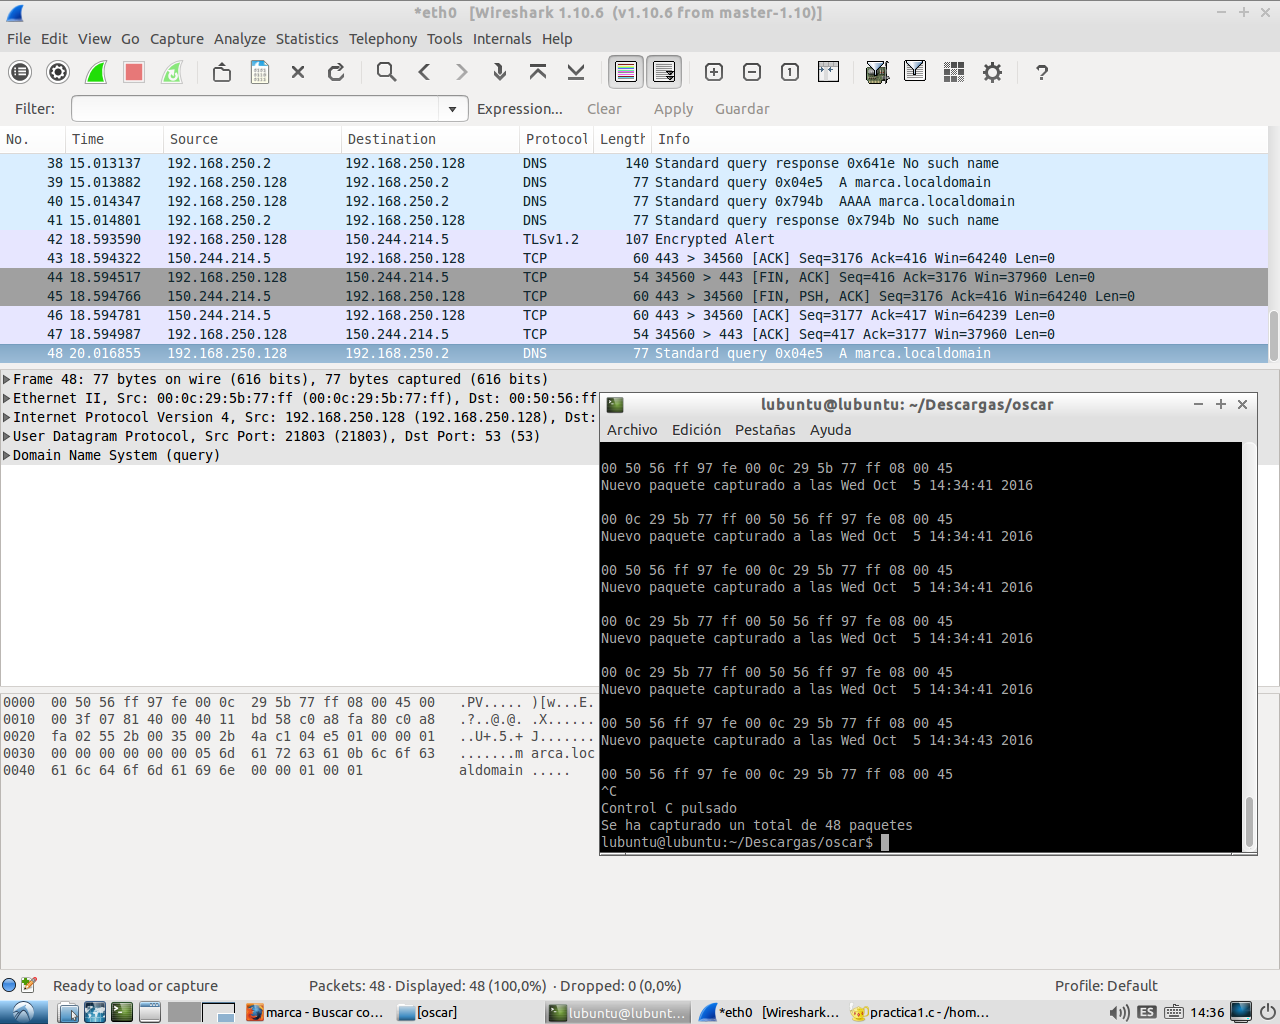 *eth0   [Wireshark 1.10.6  (v1.10.6 from master-1.10)]
File Edit View Go Capture Analyze Statistics Telephony Tools Internals Help
Filter: Expression... Clear Apply Guardar
No. Time Source Destination Protocol Length Info
38 15.013137 192.168.250.2 192.168.250.128 DNS 140 Standard query response 0x641e No such name
39 15.013882 192.168.250.128 192.168.250.2 DNS 77 Standard query 0x04e5  A marca.localdomain
40 15.014347 192.168.250.128 192.168.250.2 DNS 77 Standard query 0x794b  AAAA marca.localdomain
41 15.014801 192.168.250.2 192.168.250.128 DNS 77 Standard query response 0x794b No such name
42 18.593590 192.168.250.128 150.244.214.5 TLSv1.2 107 Encrypted Alert
43 18.594322 150.244.214.5 192.168.250.128 TCP 60 443 > 34560 [ACK] Seq=3176 Ack=416 Win=64240 Len=0
44 18.594517 192.168.250.128 150.244.214.5 TCP 54 34560 > 443 [FIN, ACK] Seq=416 Ack=3176 Win=37960 Len=0
45 18.594766 150.244.214.5 192.168.250.128 TCP 60 443 > 34560 [FIN, PSH, ACK] Seq=3176 Ack=416 Win=64240 Len=0
46 18.594781 150.244.214.5 192.168.250.128 TCP 60 443 > 34560 [ACK] Seq=3177 Ack=417 Win=64239 Len=0
47 18.594987 192.168.250.128 150.244.214.5 TCP 54 34560 > 443 [ACK] Seq=417 Ack=3177 Win=37960 Len=0
48 20.016855 192.168.250.128 192.168.250.2 DNS 77 Standard query 0x04e5  A marca.localdomain
Frame 48: 77 bytes on wire (616 bits), 77 bytes captured (616 bits)
Ethernet II, Src: 00:0c:29:5b:77:ff (00:0c:29:5b:77:ff), Dst: 00:50:56:ff
Internet Protocol Version 4, Src: 192.168.250.128 (192.168.250.128), Dst:
User Datagram Protocol, Src Port: 21803 (21803), Dst Port: 53 (53)
Domain Name System (query)
0000  00 50 56 ff 97 fe 00 0c  29 5b 77 ff 08 00 45 00   .PV..... )[w...E.
0010  00 3f 07 81 40 00 40 11  bd 58 c0 a8 fa 80 c0 a8   .?..@.@. .X......
0020  fa 02 55 2b 00 35 00 2b  4a c1 04 e5 01 00 00 01   ..U+.5.+ J.......
0030  00 00 00 00 00 00 05 6d  61 72 63 61 0b 6c 6f 63   .......m arca.loc
0040  61 6c 64 6f 6d 61 69 6e  00 00 01 00 01   aldomain .....
lubuntu@lubuntu: ~/Descargas/oscar
Archivo Edición Pestañas Ayuda
00 50 56 ff 97 fe 00 0c 29 5b 77 ff 08 00 45
Nuevo paquete capturado a las Wed Oct  5 14:34:41 2016
00 0c 29 5b 77 ff 00 50 56 ff 97 fe 08 00 45
Nuevo paquete capturado a las Wed Oct  5 14:34:41 2016
00 50 56 ff 97 fe 00 0c 29 5b 77 ff 08 00 45
Nuevo paquete capturado a las Wed Oct  5 14:34:41 2016
00 0c 29 5b 77 ff 00 50 56 ff 97 fe 08 00 45
Nuevo paquete capturado a las Wed Oct  5 14:34:41 2016
00 0c 29 5b 77 ff 00 50 56 ff 97 fe 08 00 45
Nuevo paquete capturado a las Wed Oct  5 14:34:41 2016
00 50 56 ff 97 fe 00 0c 29 5b 77 ff 08 00 45
Nuevo paquete capturado a las Wed Oct  5 14:34:43 2016
00 50 56 ff 97 fe 00 0c 29 5b 77 ff 08 00 45
^C
Control C pulsado
Se ha capturado un total de 48 paquetes
lubuntu@lubuntu:~/Descargas/oscar$
Ready to load or capture Packets: 48 · Displayed: 48 (100,0%)  · Dropped: 0 (0,0%) Profile: Default
marca - Buscar co... [oscar] lubuntu@lubunt... *eth0   [Wireshark... practica1.c - /hom... ES 14:36